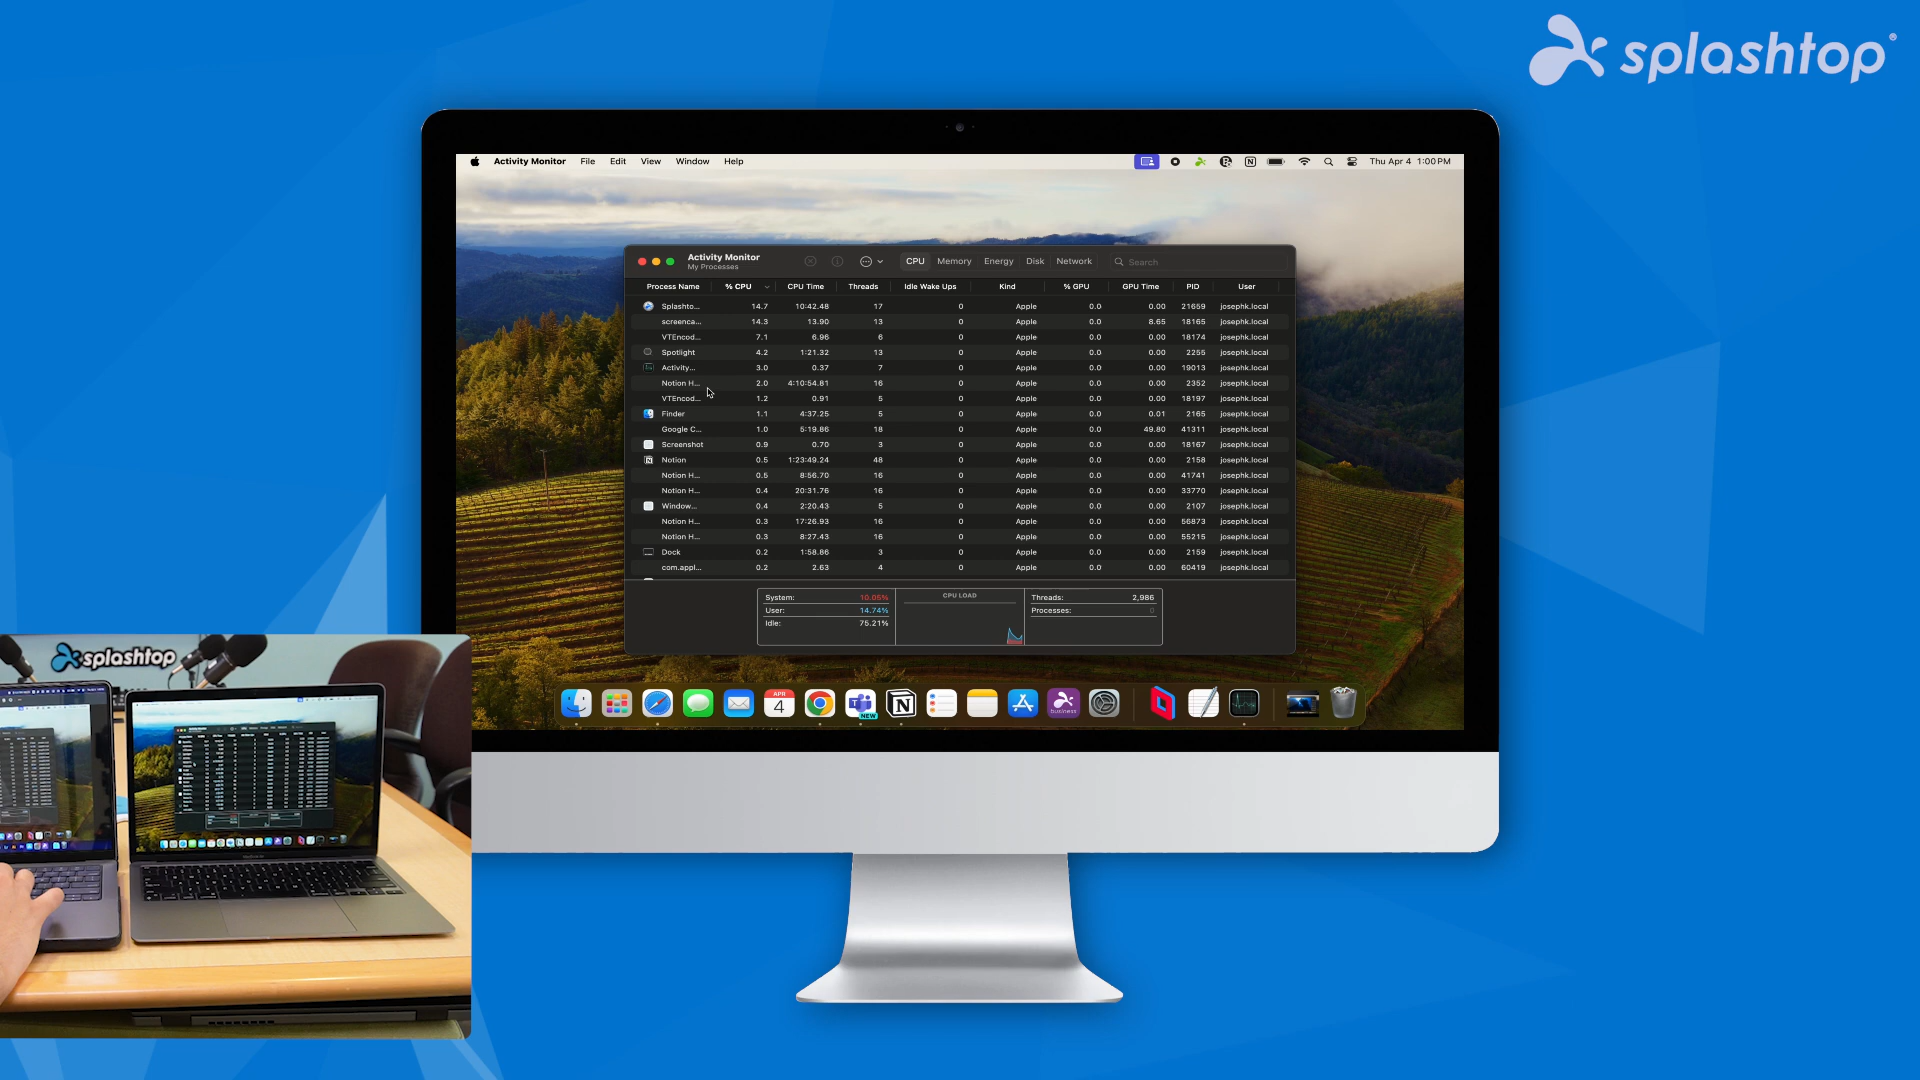 splashtop®
Activity Monitor File Edit View Window Help Thu Apr 4 1:00 PM
Activity Monitor
My Processes
CPU Memory Energy Disk Network Search
Process Name % CPU CPU Time Threads Idle Wake Ups Kind % GPU GPU Time PID User
Splashto... 14.7 10:42.48 17 0 Apple 0.0 0.00 21659 josephk.local
screenca... 14.3 13.90 13 0 Apple 0.0 8.65 18165 josephk.local
VTEncod... 7.1 6.96 6 0 Apple 0.0 0.00 18174 josephk.local
Spotlight 4.2 1:21.32 13 0 Apple 0.0 0.00 2255 josephk.local
Activity... 3.0 0.37 7 0 Apple 0.0 0.00 19013 josephk.local
Notion H... 2.0 4:10:54.81 16 0 Apple 0.0 0.00 2352 josephk.local
VTEncod... 1.2 0.91 5 0 Apple 0.0 0.00 18197 josephk.local
Finder 1.1 4:37.25 5 0 Apple 0.0 0.01 2165 josephk.local
Google C... 1.0 5:19.86 18 0 Apple 0.0 49.80 41311 josephk.local
Screenshot 0.9 0.70 3 0 Apple 0.0 0.00 18167 josephk.local
Notion 0.5 1:23:49.24 48 0 Apple 0.0 0.00 2158 josephk.local
Notion H... 0.5 8:56.70 16 0 Apple 0.0 0.00 41741 josephk.local
Notion H... 0.4 20:31.76 16 0 Apple 0.0 0.00 33770 josephk.local
Window... 0.4 2:20.43 5 0 Apple 0.0 0.00 2107 josephk.local
Notion H... 0.3 17:26.93 16 0 Apple 0.0 0.00 56873 josephk.local
Notion H... 0.3 8:27.43 16 0 Apple 0.0 0.00 55215 josephk.local
Dock 0.2 1:58.86 3 0 Apple 0.0 0.00 2159 josephk.local
com.appl... 0.2 2.63 4 0 Apple 0.0 0.00 60419 josephk.local
System: 10.05% CPU LOAD Threads: 2,986
User: 14.74% Processes: 0
Idle: 75.21%
APR
4
NEW
business
splashtop